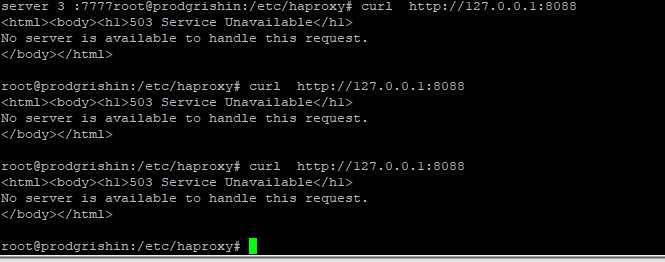 server 3 :7777root@prodgrishin:/etc/haproxy# curl  http://127.0.0.1:8088
<html><body><h1>503 Service Unavailable</h1>
No server is available to handle this request.
</body></html>
root@prodgrishin:/etc/haproxy# curl  http://127.0.0.1:8088
<html><body><h1>503 Service Unavailable</h1>
No server is available to handle this request.
</body></html>
root@prodgrishin:/etc/haproxy# curl  http://127.0.0.1:8088
<html><body><h1>503 Service Unavailable</h1>
No server is available to handle this request.
</body></html>
root@prodgrishin:/etc/haproxy#